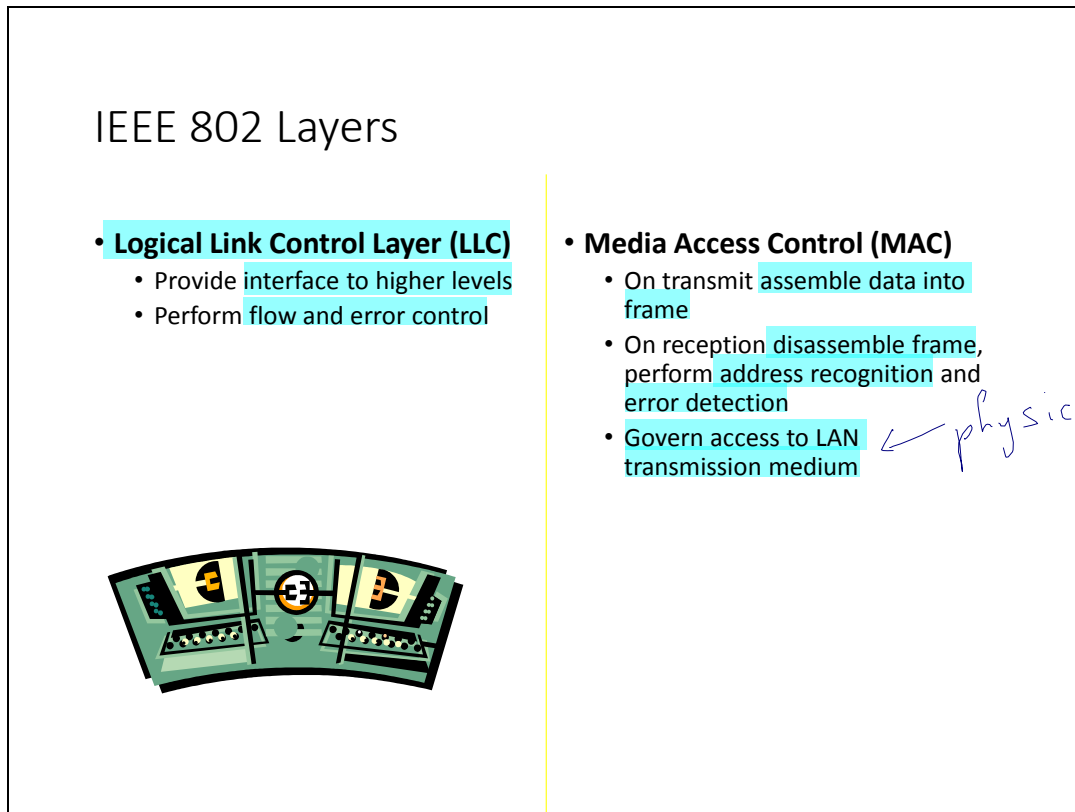 IEEE 802 Layers
• Logical Link Control Layer (LLC)
• Provide interface to higher levels
• Perform flow and error control
• Media Access Control (MAC)
• On transmit assemble data into
frame
• On reception disassemble frame,
perform address recognition and
error detection
• Govern access to LAN
transmission medium
physic